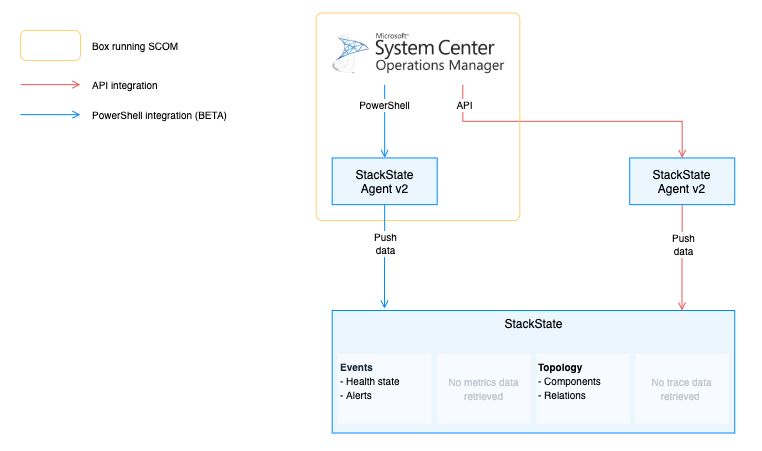 Box running SCOM
API integration
PowerShell integration (BETA)
Microsoft®
System Center
Operations Manager
PowerShell
API
StackState
Agent v2
StackState
Agent v2
Push
data
Push
data
StackState
Events
- Health state
- Alerts
No metrics data
retrieved
Topology
- Components
- Relations
No trace data
retrieved